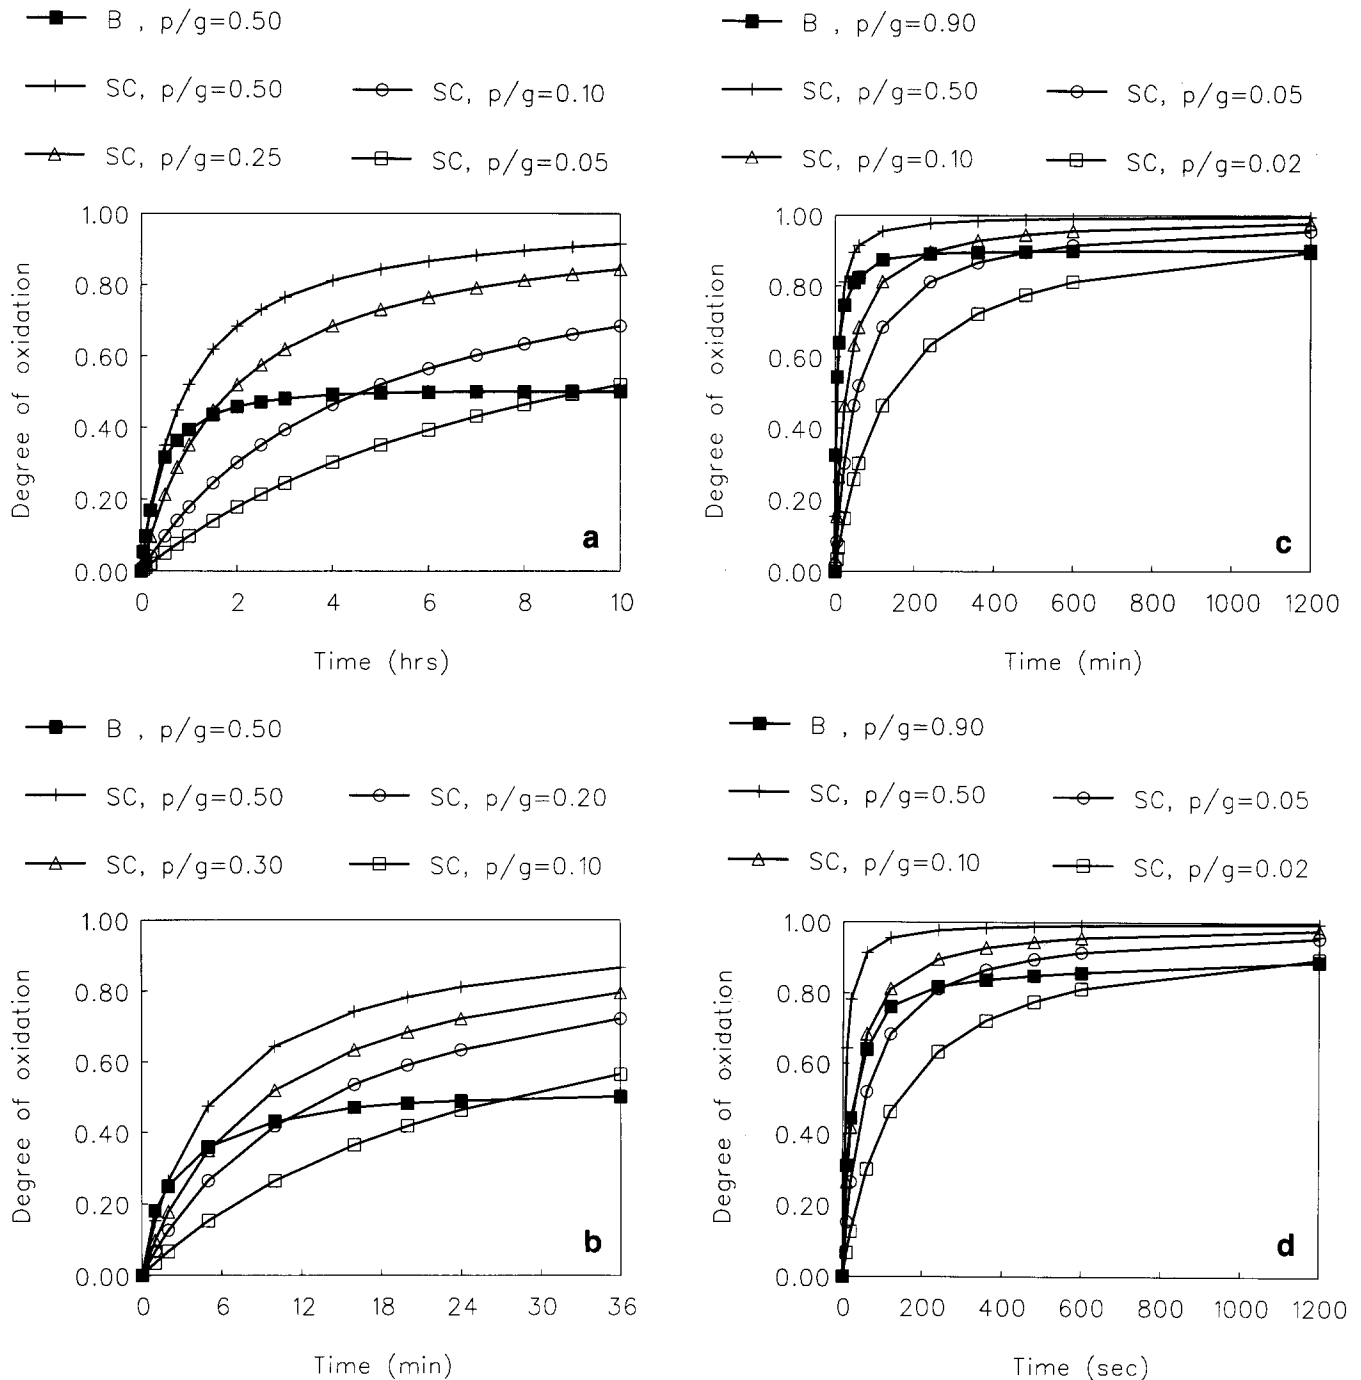 B , p/g=0.50
SC, p/g=0.50
SC, p/g=0.10
SC, p/g=0.25
SC, p/g=0.05
1.00
0.80
0.60
0.40
0.20
0.00
Degree of oxidation
a
0 2 4 6 8 10
Time (hrs)
B , p/g=0.90
SC, p/g=0.50
SC, p/g=0.05
SC, p/g=0.10
SC, p/g=0.02
1.00
0.80
0.60
0.40
0.20
0.00
Degree of oxidation
c
0 200 400 600 800 1000 1200
Time (min)
B , p/g=0.50
SC, p/g=0.50
SC, p/g=0.20
SC, p/g=0.30
SC, p/g=0.10
1.00
0.80
0.60
0.40
0.20
0.00
Degree of oxidation
b
0 6 12 18 24 30 36
Time (min)
B , p/g=0.90
SC, p/g=0.50
SC, p/g=0.05
SC, p/g=0.10
SC, p/g=0.02
1.00
0.80
0.60
0.40
0.20
0.00
Degree of oxidation
d
0 200 400 600 800 1000 1200
Time (sec)